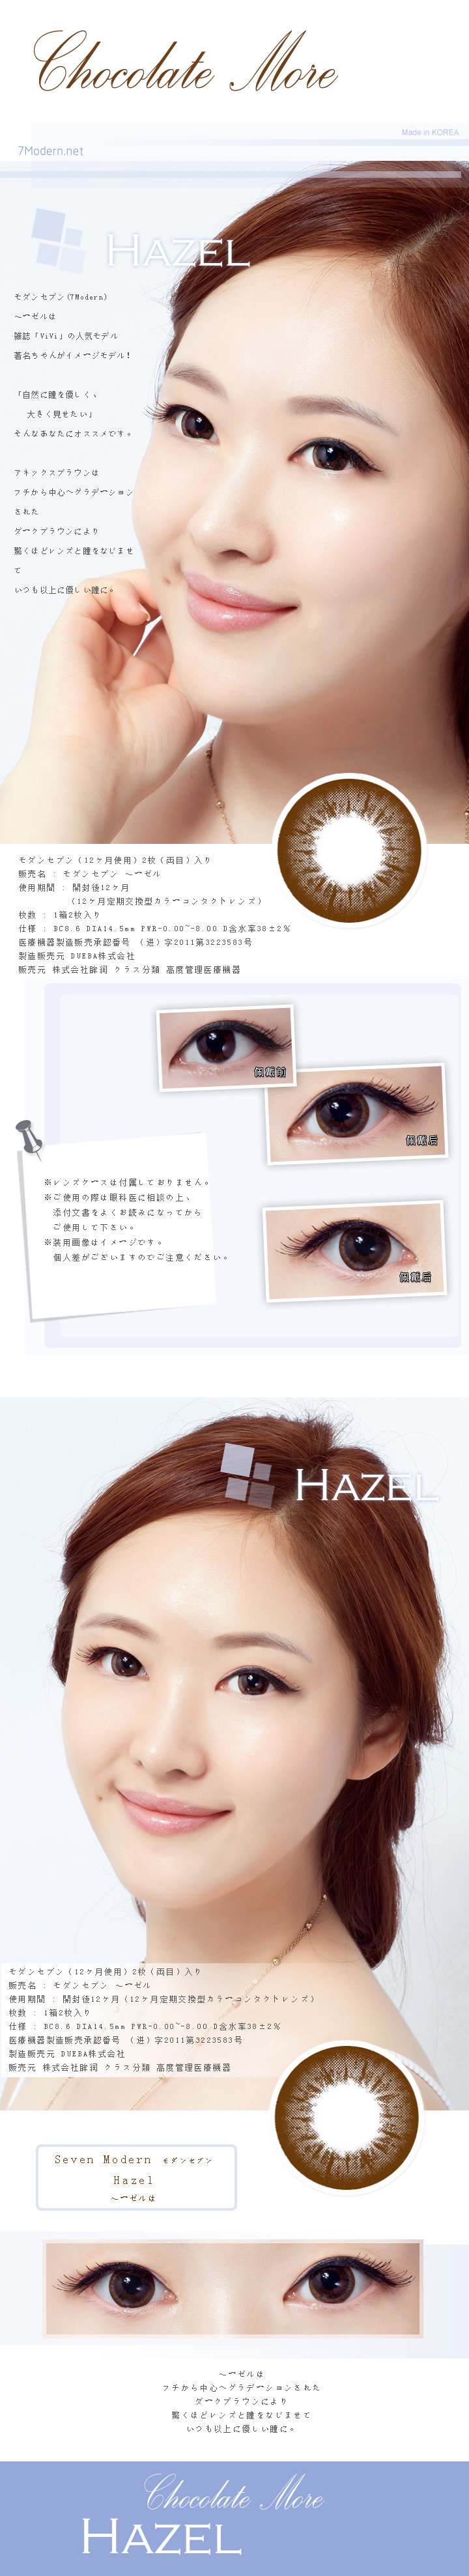 Chocolate More
Made in KOREA
7Modern.net
HAZEL
モダンセブン(7Modern)
ヘーゼルは
雑誌「ViVi」の人気モデル
著名ちゃんがイメージモデル！
「自然に瞳を優しく、
大きく見せたい」
そんなあなたにオススメです。
アネックスブラウンは
フチから中心へグラデーション
された
ダークブラウンにより
驚くほどレンズと瞳をなじませ
て
いつも以上に優しい瞳に。
モダンセブン（12ケ月使用）2枚（両目）入り
販売名 ： モダンセブン ヘーゼル
使用期間 ： 開封後12ケ月
（12ケ月定期交換型カラーコンタクトレンズ）
枚数 ： 1箱2枚入り
仕様 ： BC8.6 DIA14.5mm PWR-0.00~-8.00 D含水率38±2％
医療機器製造販売承認番号 （进）字2011第3223583号
製造販売元 DUEBA株式会社
販売元 株式会社眸润 クラス分類 高度管理医療機器
佩戴前
佩戴后
※レンズケースは付属しておりません。
※ご使用の際は眼科医に相談の上、
添付文書をよくお読みになってから
ご使用して下さい。
※装用画像はイメージです。
個人差がございますのでご注意ください。
佩戴后
HAZEL
モダンセブン（12ケ月使用）2枚（両目）入り
販売名 ： モダンセブン ヘーゼル
使用期間 ： 開封後12ケ月（12ケ月定期交換型カラーコンタクトレンズ）
枚数 ： 1箱2枚入り
仕様 ： BC8.6 DIA14.5mm PWR-0.00~-8.00 D含水率38±2％
医療機器製造販売承認番号 （进）字2011第3223583号
製造販売元 DUEBA株式会社
販売元 株式会社眸润 クラス分類 高度管理医療機器
Seven Modern モダンセブン
Hazel
ヘーゼルは
ヘーゼルは
フチから中心へグラデーションされた
ダークブラウンにより
驚くほどレンズと瞳をなじませて
いつも以上に優しい瞳に。
Chocolate More
HAZEL